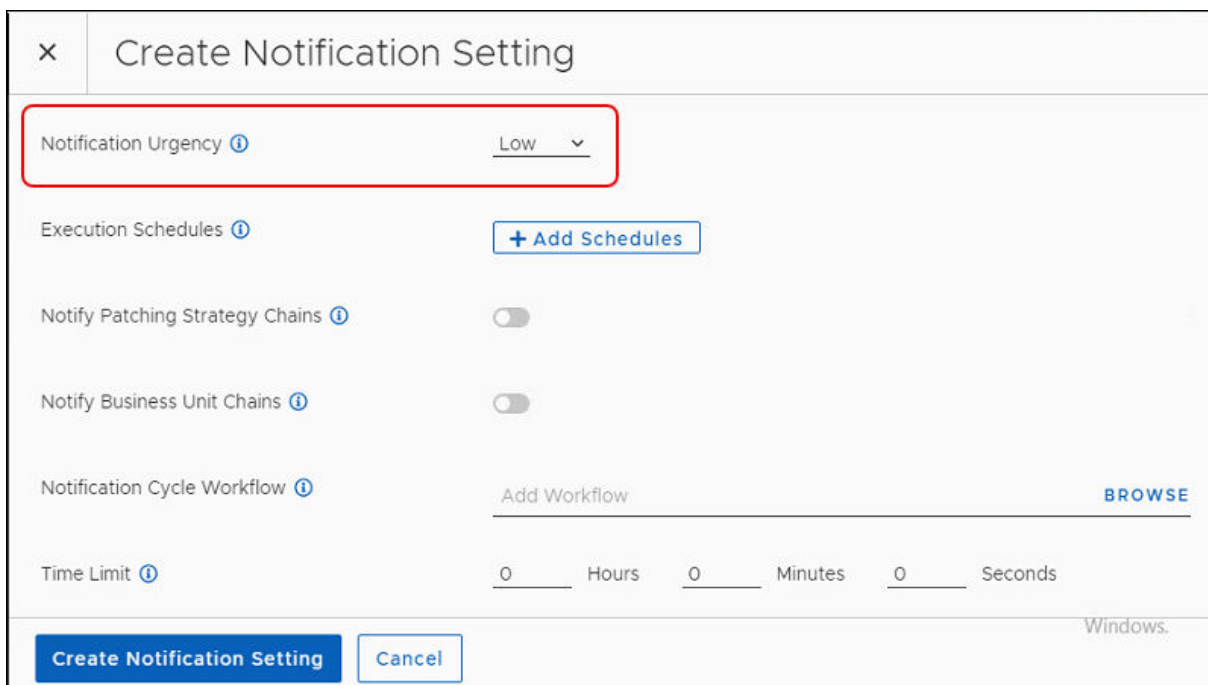 × Create Notification Setting
Notification Urgency Low
Execution Schedules + Add Schedules
Notify Patching Strategy Chains
Notify Business Unit Chains
Notification Cycle Workflow Add Workflow BROWSE
Time Limit 0 Hours 0 Minutes 0 Seconds
Windows.
Create Notification Setting Cancel